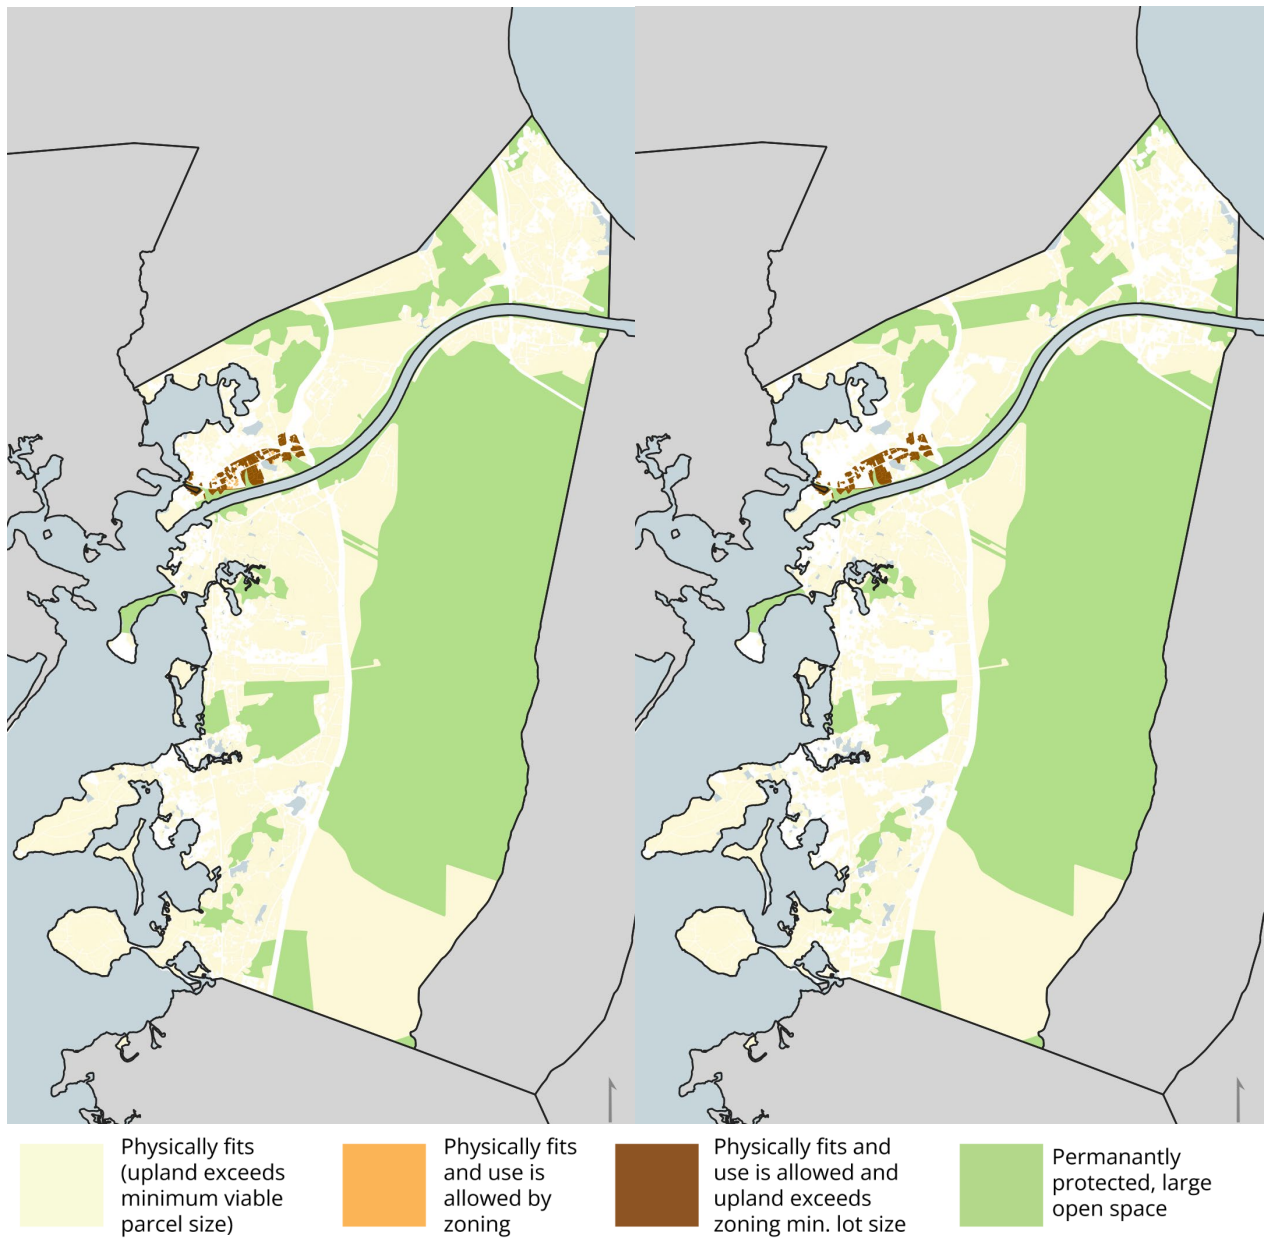 Physically fits
(upland exceeds
minimum viable
parcel size)
Physically fits
and use is
allowed by
zoning
Physically fits and
use is allowed and
upland exceeds
zoning min. lot size
Permanantly
protected, large
open space